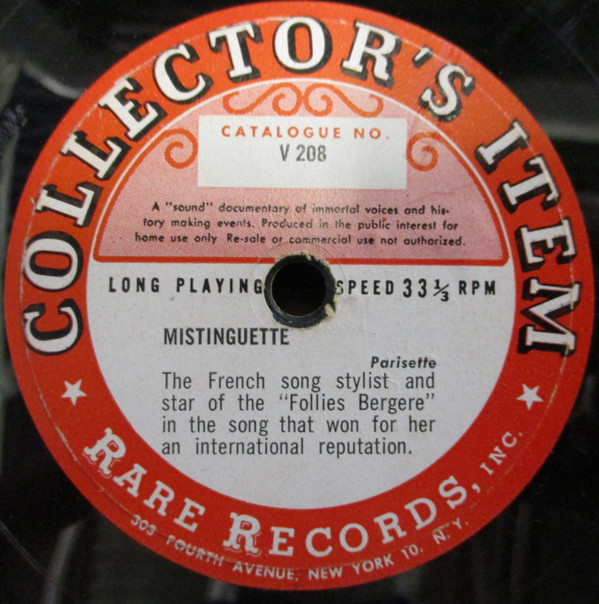 COLLECTOR'S ITEM
CATALOGUE NO.
V 208
A "sound" documentary of immortal voices and his-
tory making events. Produced in the public interest for
home use only Re-sale or commercial use not authorized.
LONG PLAYING SPEED 33⅓ RPM
MISTINGUETTE
Parisette
The French song stylist and
star of the "Follies Bergere"
in the song that won for her
an international reputation.
RARE RECORDS, INC.
303 FOURTH AVENUE, NEW YORK 10, N.Y.